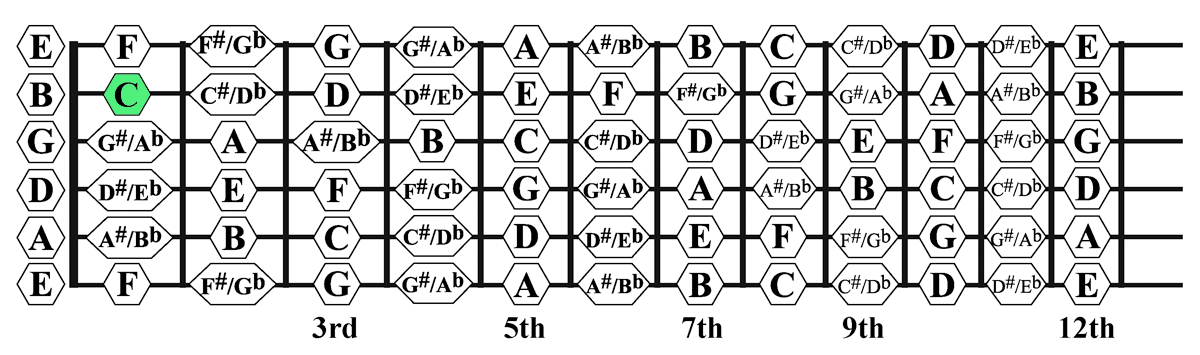 E F F#/Gb G G#/Ab A A#/Bb B C C#/Db D D#/Eb E
B C C#/Db D D#/Eb E F F#/Gb G G#/Ab A A#/Bb B
G G#/Ab A A#/Bb B C C#/Db D D#/Eb E F F#/Gb G
D D#/Eb E F F#/Gb G G#/Ab A A#/Bb B C C#/Db D
A A#/Bb B C C#/Db D D#/Eb E F F#/Gb G G#/Ab A
E F F#/Gb G G#/Ab A A#/Bb B C C#/Db D D#/Eb E
3rd 5th 7th 9th 12th